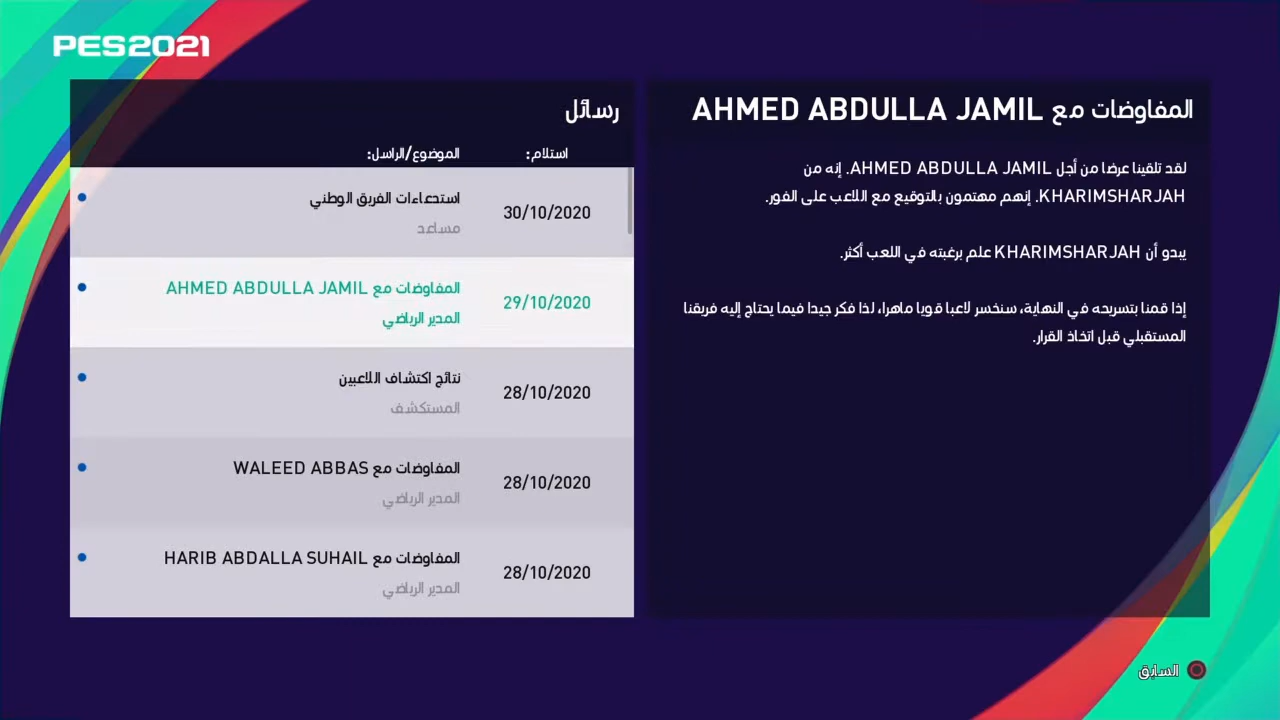 PES2021
رسائل
استلام: الموضوع/الراسل:
30/10/2020 استدعاءات الفريق الوطني
مساعد
29/10/2020 المفاوضات مع AHMED ABDULLA JAMIL
المدير الرياضي
28/10/2020 نتائج اكتشاف اللاعبين
المستكشف
28/10/2020 المفاوضات مع WALEED ABBAS
المدير الرياضي
28/10/2020 المفاوضات مع HARIB ABDALLA SUHAIL
المدير الرياضي
المفاوضات مع AHMED ABDULLA JAMIL
لقد تلقينا عرضا من أجل AHMED ABDULLA JAMIL. إنه من
KHARIMSHARJAH. إنهم مهتمون بالتوقيع مع اللاعب على الفور.
يبدو أن KHARIMSHARJAH علم برغبته في اللعب أكثر.
إذا قمنا بتسريحه في النهاية، سنخسر لاعبا قويا ماهرا، لذا فكر جيدا فيما يحتاج إليه فريقنا
المستقبلي قبل اتخاذ القرار.
السابق